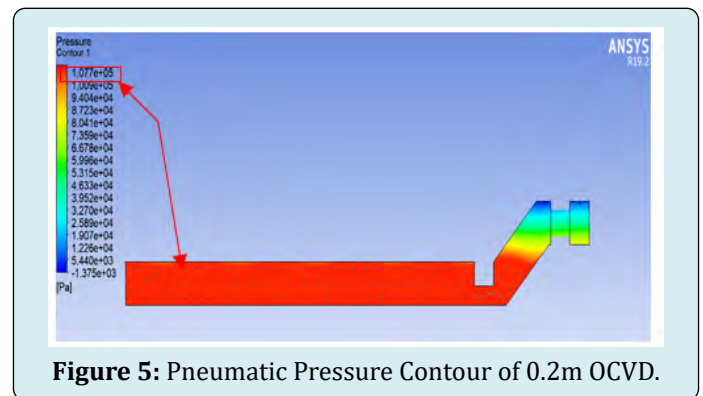 Pressure
Contour 1
1.077e+05
1.009e+05
9.404e+04
8.723e+04
8.041e+04
7.359e+04
6.678e+04
5.996e+04
5.315e+04
4.633e+04
3.952e+04
3.270e+04
2.589e+04
1.907e+04
1.226e+04
5.440e+03
-1.375e+03
[Pa]
ANSYS
R19.2
Figure 5: Pneumatic Pressure Contour of 0.2m OCVD.